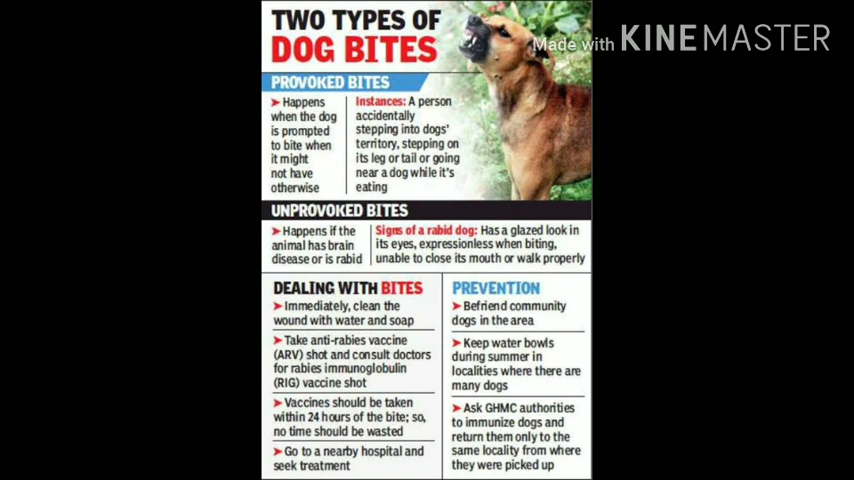 TWO TYPES OF
DOG BITES
Made with KINEMASTER
PROVOKED BITES
➤ Happens
when the dog
is prompted
to bite when
it might
not have
otherwise
Instances: A person
accidentally
stepping into dogs'
territory, stepping on
its leg or tail or going
near a dog while it's
eating
UNPROVOKED BITES
➤ Happens if the
animal has brain
disease or is rabid
Signs of a rabid dog: Has a glazed look in
its eyes, expressionless when biting,
unable to close its mouth or walk properly
DEALING WITH BITES
➤ Immediately, clean the
wound with water and soap
➤ Take anti-rabies vaccine
(ARV) shot and consult doctors
for rabies immunoglobulin
(RIG) vaccine shot
➤ Vaccines should be taken
within 24 hours of the bite; so,
no time should be wasted
➤ Go to a nearby hospital and
seek treatment
PREVENTION
➤ Befriend community
dogs in the area
➤ Keep water bowls
during summer in
localities where there are
many dogs
➤ Ask GHMC authorities
to immunize dogs and
return them only to the
same locality from where
they were picked up